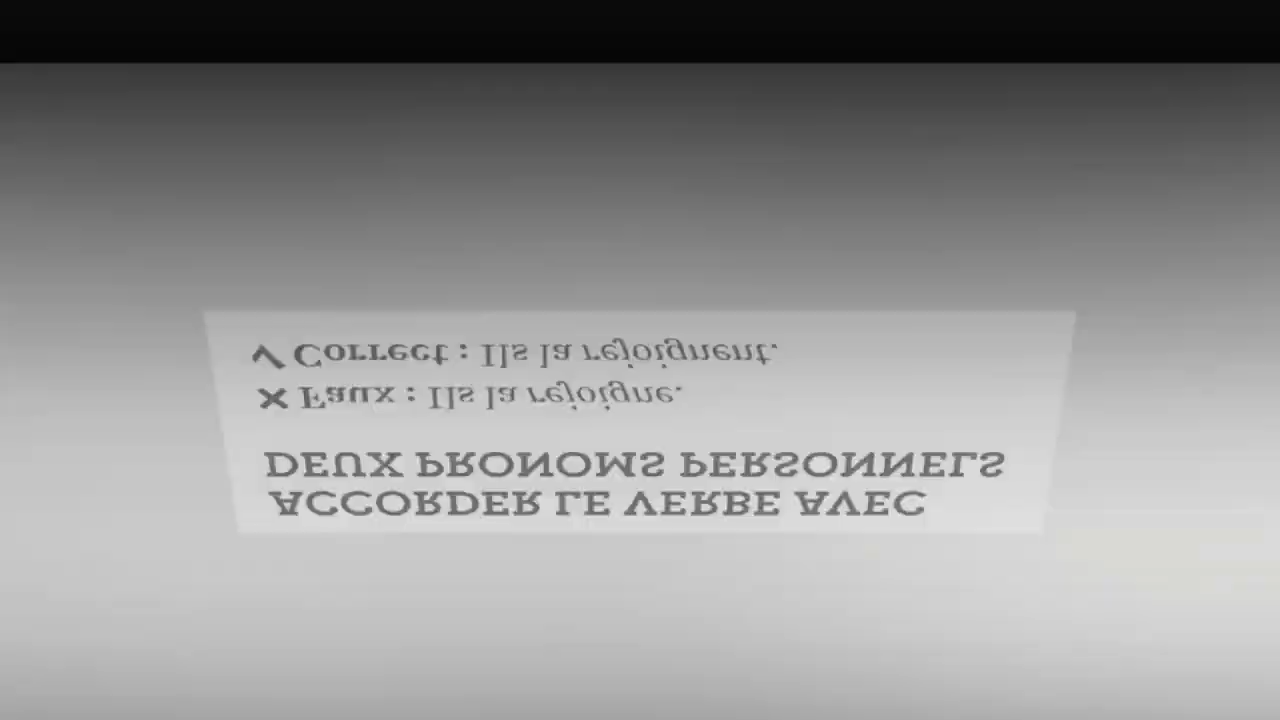 ACCORDER LE VERBE AVEC
DEUX PRONOMS PERSONNELS
✗ Faux : Ils la rejoigne.
✓ Correct : Ils la rejoignent.